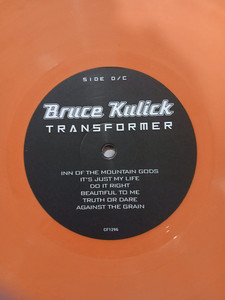 SIDE D/C
Bruce Kulick
TRANSFORMER
INN OF THE MOUNTAIN GODS
IT'S JUST MY LIFE
DO IT RIGHT
BEAUTIFUL TO ME
TRUTH OR DARE
AGAINST THE GRAIN
CF1296